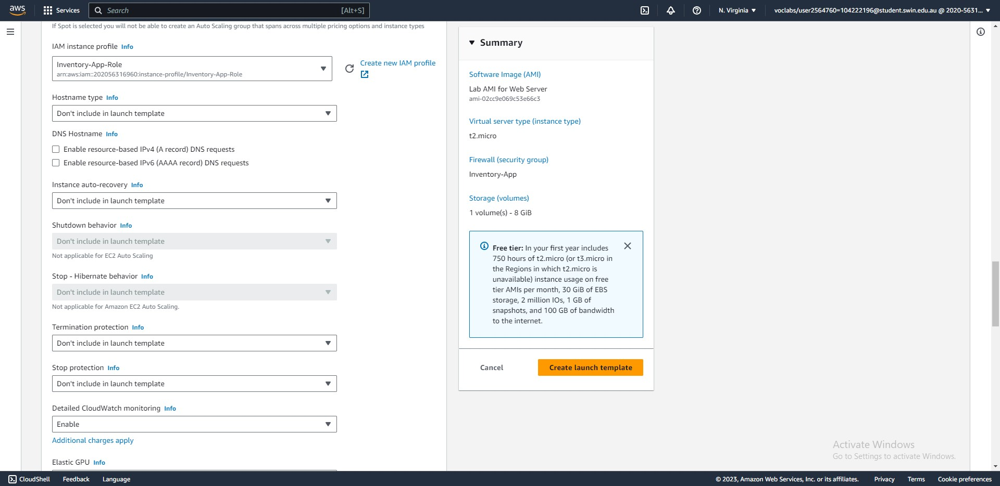 aws
Services
Search
[Alt+S]
N. Virginia
voclabs/user2564760=104222196@student.swin.edu.au @ 2020-5631...
If Spot is selected you will not be able to create an Auto Scaling group that spans across multiple pricing options and instance types
IAM instance profile Info
Inventory-App-Role
arn:aws:iam::202056316960:instance-profile/Inventory-App-Role
Create new IAM profile
Hostname type Info
Don't include in launch template
DNS Hostname Info
Enable resource-based IPv4 (A record) DNS requests
Enable resource-based IPv6 (AAAA record) DNS requests
Instance auto-recovery Info
Don't include in launch template
Shutdown behavior Info
Don't include in launch template
Not applicable for EC2 Auto Scaling
Stop - Hibernate behavior Info
Don't include in launch template
Not applicable for Amazon EC2 Auto Scaling.
Termination protection Info
Don't include in launch template
Stop protection Info
Don't include in launch template
Detailed CloudWatch monitoring Info
Enable
Additional charges apply
Elastic GPU Info
Summary
Software Image (AMI)
Lab AMI for Web Server
ami-02cc9e069c53e66c3
Virtual server type (instance type)
t2.micro
Firewall (security group)
Inventory-App
Storage (volumes)
1 volume(s) - 8 GiB
Free tier: In your first year includes
750 hours of t2.micro (or t3.micro in
the Regions in which t2.micro is
unavailable) instance usage on free
tier AMIs per month, 30 GiB of EBS
storage, 2 million IOs, 1 GB of
snapshots, and 100 GB of bandwidth
to the internet.
Cancel
Create launch template
Activate Windows
Go to Settings to activate Windows.
CloudShell
Feedback
Language
© 2023, Amazon Web Services, Inc. or its affiliates.
Privacy
Terms
Cookie preferences